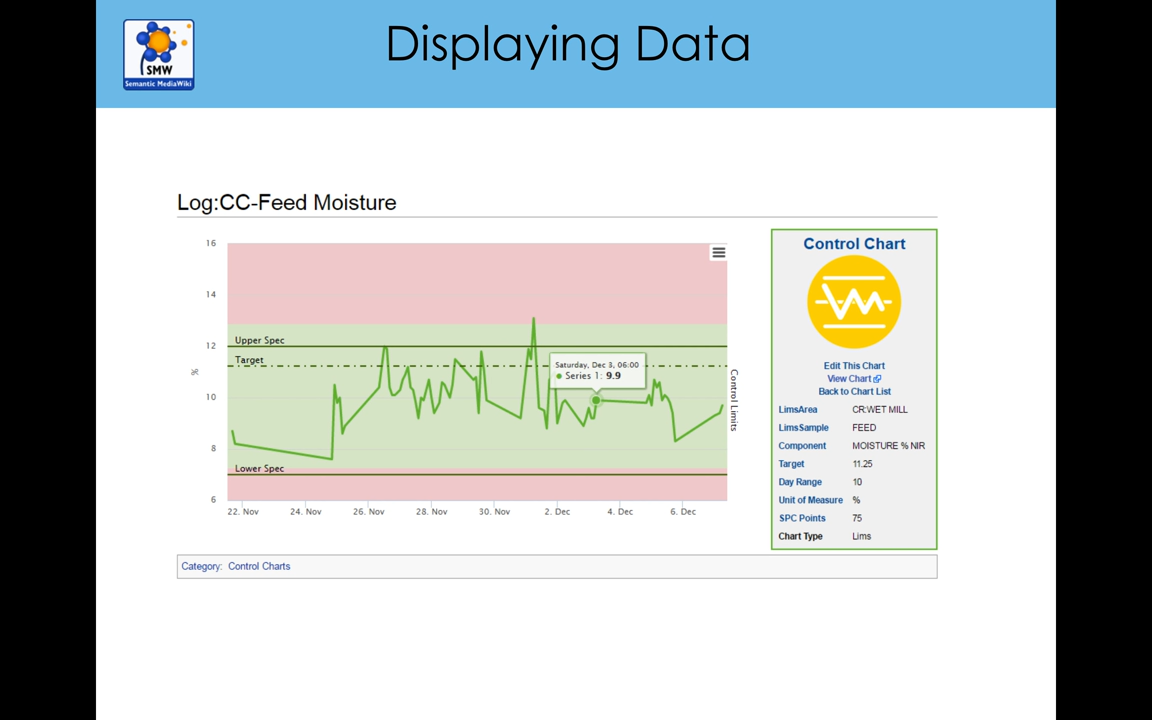 Displaying Data
SMW
Semantic MediaWiki
Log:CC-Feed Moisture
16
14
12
10
8
6
%
Upper Spec
Target
Lower Spec
Saturday, Dec 3, 06:00
● Series 1: 9.9
Control Limits
22. Nov 24. Nov 26. Nov 28. Nov 30. Nov 2. Dec 4. Dec 6. Dec
Control Chart
Edit This Chart
View Chart
Back to Chart List
LimsArea CR:WET MILL
LimsSample FEED
Component MOISTURE % NIR
Target 11.25
Day Range 10
Unit of Measure %
SPC Points 75
Chart Type Lims
Category: Control Charts